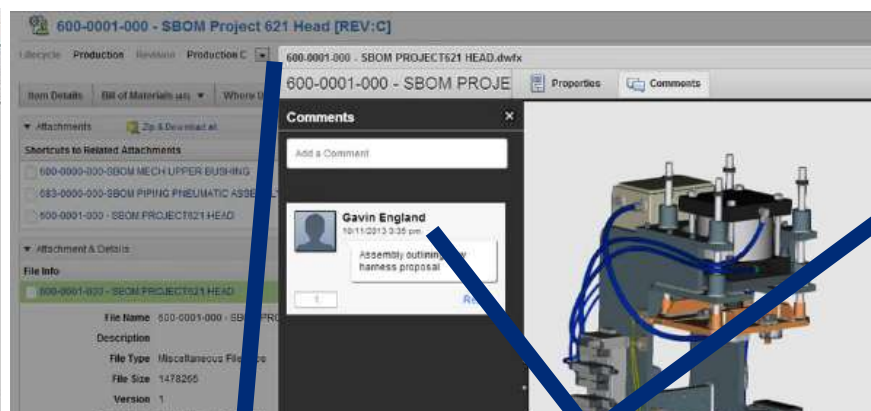 600-0001-000 - SBOM Project 621 Head [REV:C]
Lifecycle Production Revision Production C
600-0001-000 - SBOM PROJECT621 HEAD.dwfx
600-0001-000 - SBOM PROJE
Properties
Comments
Item Details
Bill of Materials
Where U
Attachments
Zip & Download all
Shortcuts to Related Attachments
600-0000-000-SBOM MECH UPPER BUSHING
683-0000-000-SBOM PIPING PNEUMATIC ASSEMBLY
600-0001-000 - SBOM PROJECT621 HEAD
Attachment & Details
File Info
600-0001-000 - SBOM PROJECT621 HEAD
File Name 600-0001-000 - SBOM PRO
Description
File Type Miscellaneous File
File Size 1478265
Version 1
Comments
×
Add a Comment
Gavin England
10/11/2013 3:35 pm
Assembly outlining
harness proposal
1